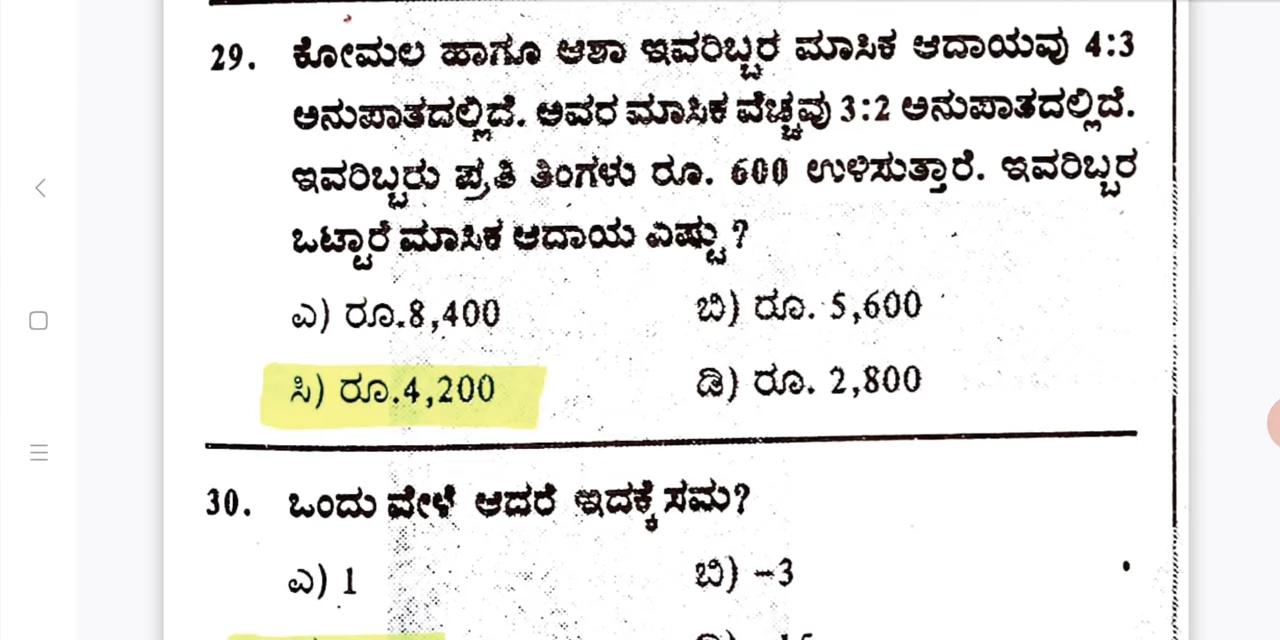 29. ಕೋಮಲ ಹಾಗೂ ಆಶಾ ಇವರಿಬ್ಬರ ಮಾಸಿಕ ಆದಾಯವು 4:3
ಅನುಪಾತದಲ್ಲಿದೆ. ಅವರ ಮಾಸಿಕ ವೆಚ್ಚವು 3:2 ಅನುಪಾತದಲ್ಲಿದೆ.
ಇವರಿಬ್ಬರು ಪ್ರತಿ ತಿಂಗಳು ರೂ. 600 ಉಳಿಸುತ್ತಾರೆ. ಇವರಿಬ್ಬರ
ಒಟ್ಟಾರೆ ಮಾಸಿಕ ಆದಾಯ ಎಷ್ಟು?
ಎ) ರೂ.8,400 ಬಿ) ರೂ. 5,600
ಸಿ) ರೂ.4,200 ಡಿ) ರೂ. 2,800
30. ಒಂದು ವೇಳೆ ಆದರೆ ಇದಕ್ಕೆ ಸಮ?
ಎ) 1 ಬಿ) -3